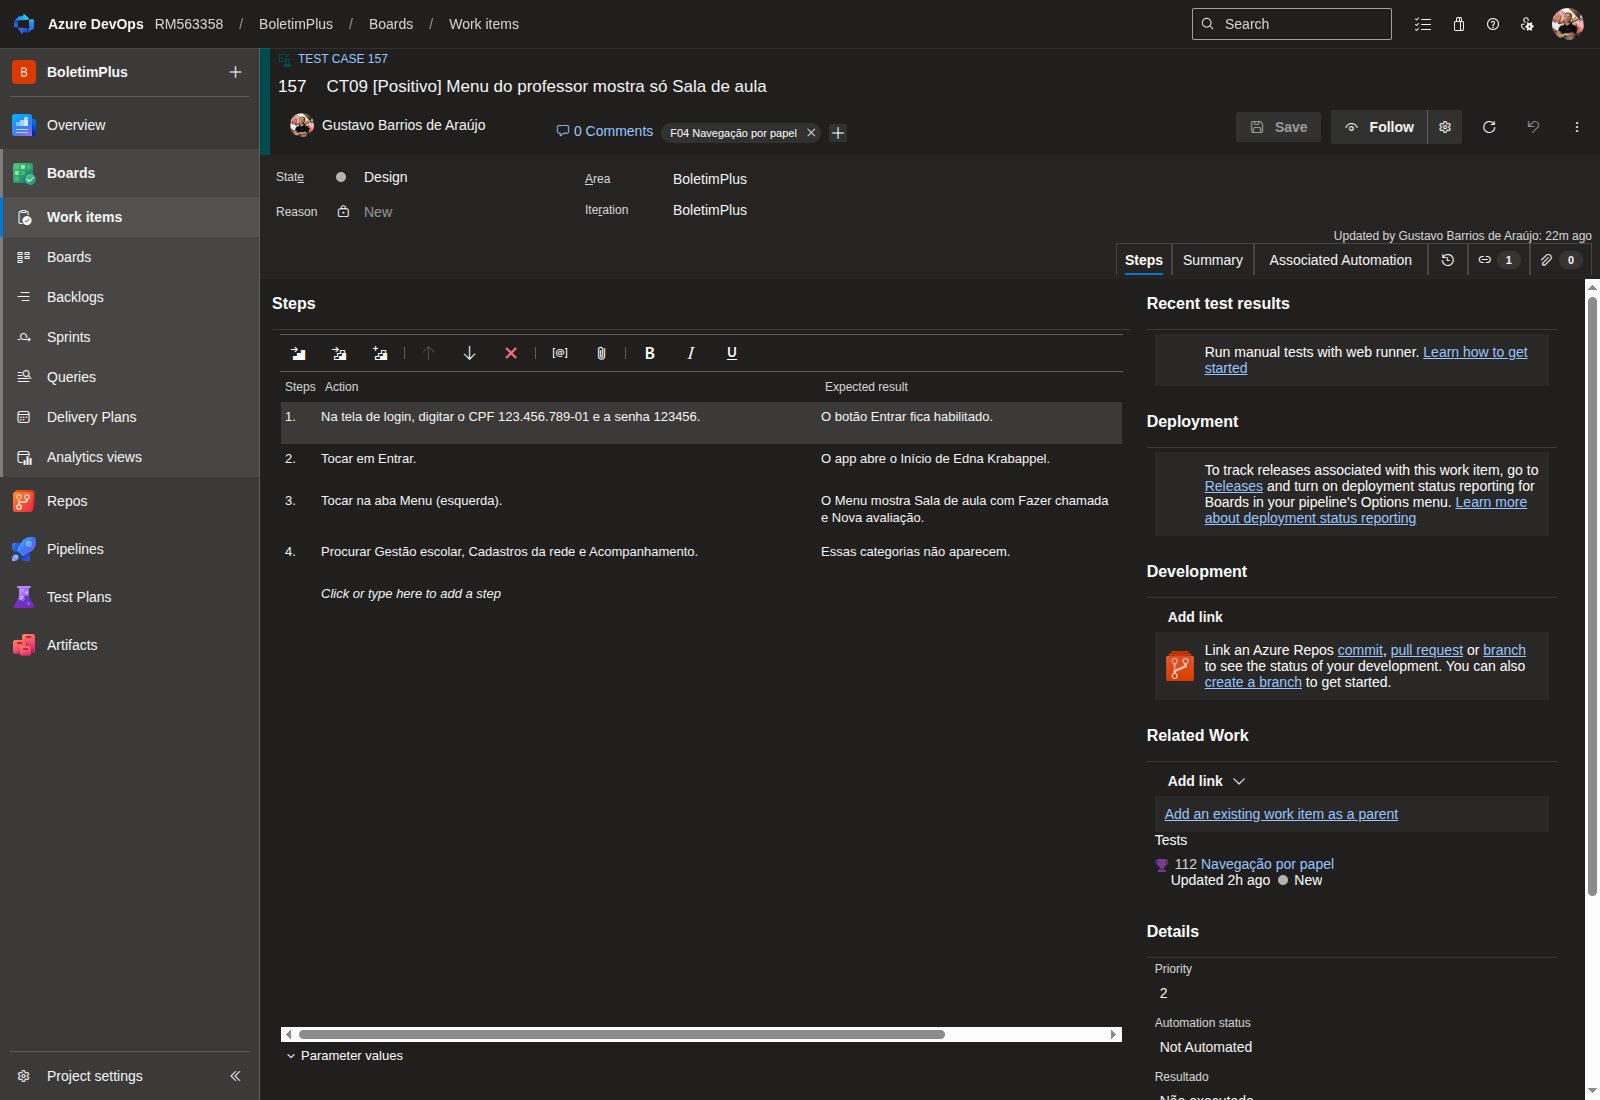 Azure DevOps RM563358 / BoletimPlus / Boards / Work items
Search
B BoletimPlus
Overview
Boards
Work items
Boards
Backlogs
Sprints
Queries
Delivery Plans
Analytics views
Repos
Pipelines
Test Plans
Artifacts
Project settings
TEST CASE 157
157 CT09 [Positivo] Menu do professor mostra só Sala de aula
Gustavo Barrios de Araújo
0 Comments
F04 Navegação por papel
Save
Follow
State
Design
Area
BoletimPlus
Reason
New
Iteration
BoletimPlus
Updated by Gustavo Barrios de Araújo: 22m ago
Steps
Summary
Associated Automation
1
0
Steps
B I U
Steps Action Expected result
1. Na tela de login, digitar o CPF 123.456.789-01 e a senha 123456. O botão Entrar fica habilitado.
2. Tocar em Entrar. O app abre o Início de Edna Krabappel.
3. Tocar na aba Menu (esquerda). O Menu mostra Sala de aula com Fazer chamada
e Nova avaliação.
4. Procurar Gestão escolar, Cadastros da rede e Acompanhamento. Essas categorias não aparecem.
Click or type here to add a step
Parameter values
Recent test results
Run manual tests with web runner. Learn how to get
started
Deployment
To track releases associated with this work item, go to
Releases and turn on deployment status reporting for
Boards in your pipeline's Options menu. Learn more
about deployment status reporting
Development
Add link
Link an Azure Repos commit, pull request or branch
to see the status of your development. You can also
create a branch to get started.
Related Work
Add link
Add an existing work item as a parent
Tests
112 Navegação por papel
Updated 2h ago New
Details
Priority
2
Automation status
Not Automated
Resultado
Não executado